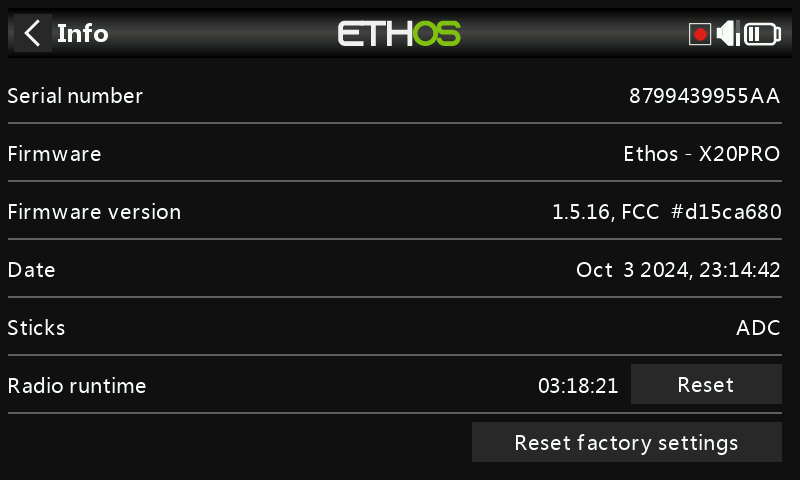 Info
ETHOS
Serial number 8799439955AA
Firmware Ethos - X20PRO
Firmware version 1.5.16, FCC #d15ca680
Date Oct 3 2024, 23:14:42
Sticks ADC
Radio runtime 03:18:21 Reset
Reset factory settings